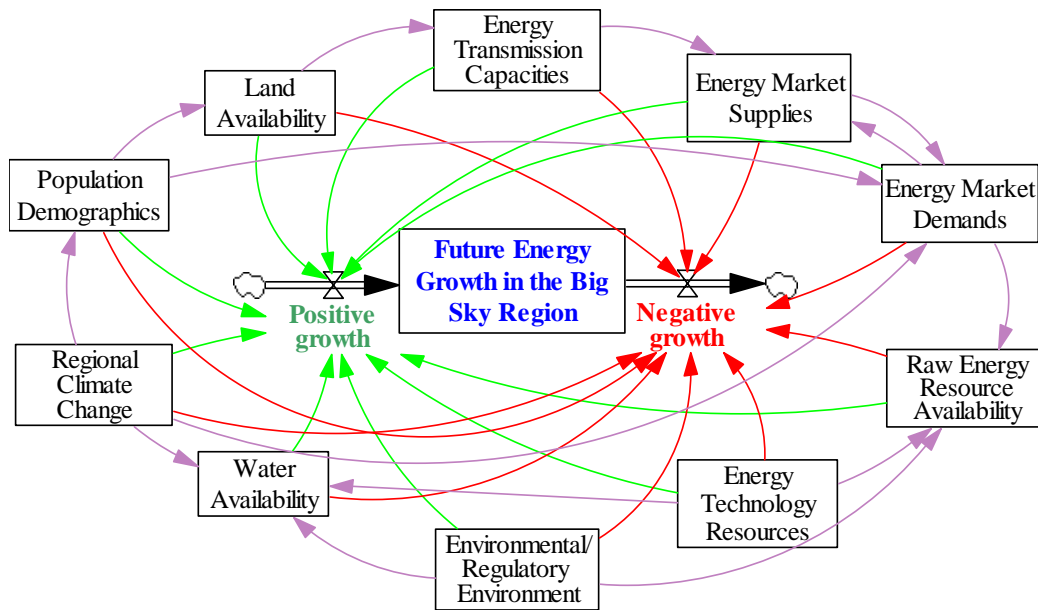 Energy
Transmission
Capacities
Land
Availability
Energy Market
Supplies
Population
Demographics
Energy Market
Demands
Future Energy
Growth in the Big
Sky Region
Positive
growth
Negative
growth
Regional
Climate
Change
Raw Energy
Resource
Availability
Water
Availability
Energy
Technology
Resources
Environmental/
Regulatory
Environment